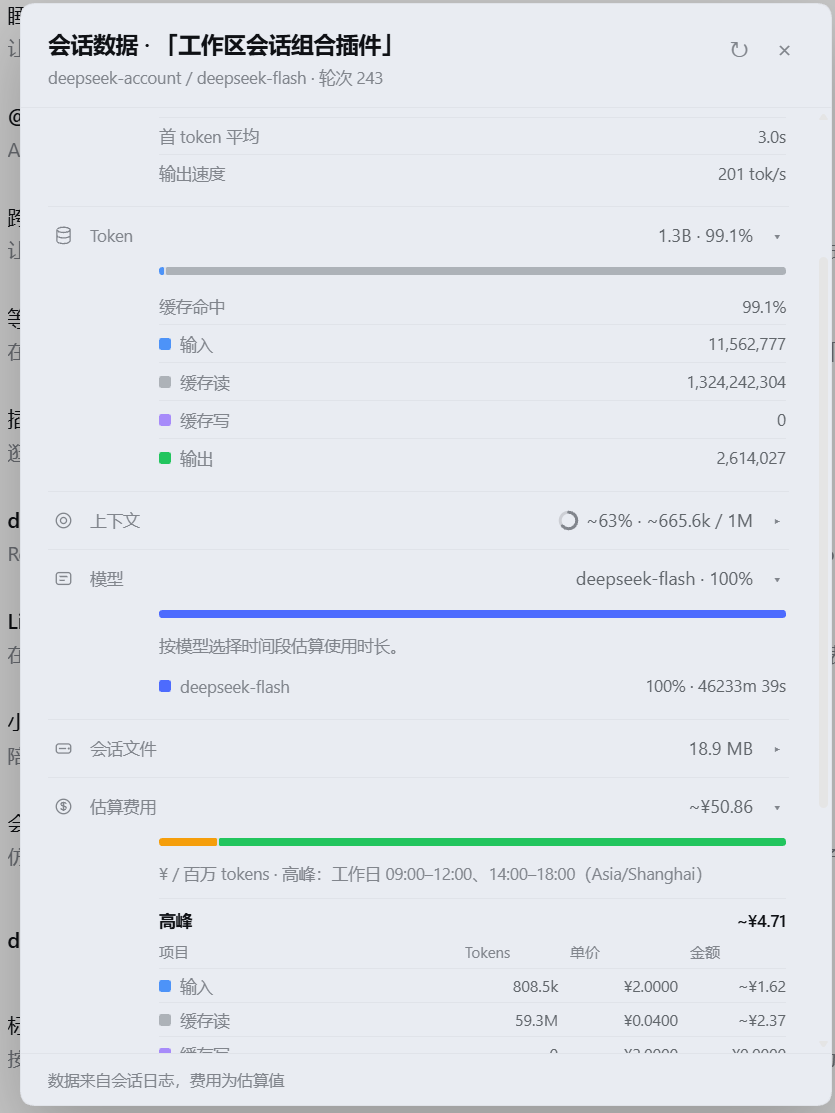 会话数据 · 「工作区会话组合插件」
deepseek-account / deepseek-flash · 轮次 243
首 token 平均 3.0s
输出速度 201 tok/s
Token 1.3B · 99.1%
缓存命中 99.1%
输入 11,562,777
缓存读 1,324,242,304
缓存写 0
输出 2,614,027
上下文 ~63% · ~665.6k / 1M
模型 deepseek-flash · 100%
按模型选择时间段估算使用时长。
deepseek-flash 100% · 46233m 39s
会话文件 18.9 MB
估算费用 ~¥50.86
¥ / 百万 tokens · 高峰：工作日 09:00–12:00、14:00–18:00（Asia/Shanghai）
高峰 ~¥4.71
项目 Tokens 单价 金额
输入 808.5k ¥2.0000 ~¥1.62
缓存读 59.3M ¥0.0400 ~¥2.37
缓存写 0
数据来自会话日志，费用为估算值